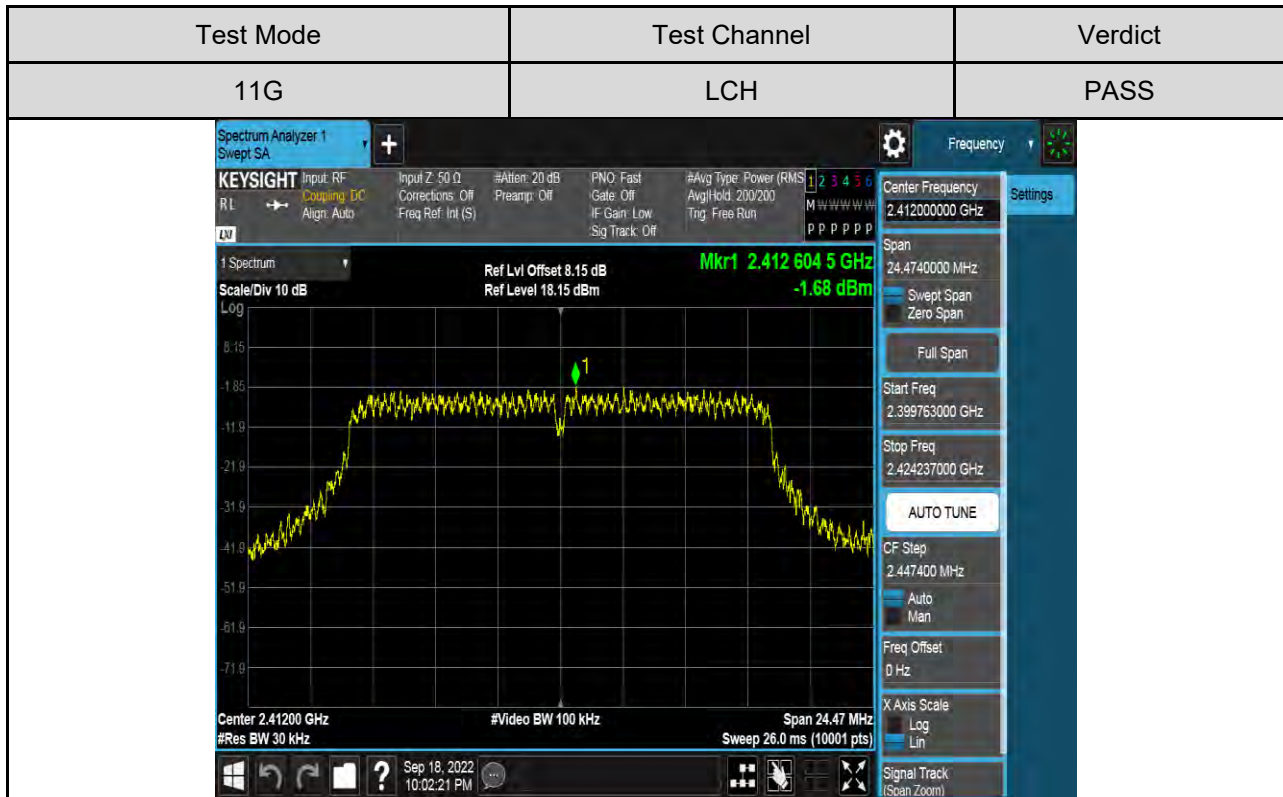 Test Mode Test Channel Verdict
11G LCH PASS
Spectrum Analyzer 1
Swept SA
+
Frequency
KEYSIGHT
RL
LXI
Input: RF
Coupling: DC
Align: Auto
Input Z: 50 Ω
Corrections: Off
Freq Ref: Int (S)
#Atten: 20 dB
Preamp: Off
PNO: Fast
Gate: Off
IF Gain: Low
Sig Track: Off
#Avg Type: Power (RMS
Avg|Hold: 200/200
Trig: Free Run
1 2 3 4 5 6
M W W W W W
P P P P P P
Settings
Center Frequency
2.412000000 GHz
Span
24.4740000 MHz
Swept Span
Zero Span
Full Span
Start Freq
2.399763000 GHz
Stop Freq
2.424237000 GHz
AUTO TUNE
CF Step
2.447400 MHz
Auto
Man
Freq Offset
0 Hz
X Axis Scale
Log
Lin
Signal Track
(Span Zoom)
1 Spectrum
Scale/Div 10 dB
Log
Ref Lvl Offset 8.15 dB
Ref Level 18.15 dBm
Mkr1 2.412 604 5 GHz
-1.68 dBm
8.15
1
-1.85
-11.9
-21.9
-31.9
-41.9
-51.9
-61.9
-71.9
Center 2.41200 GHz
#Res BW 30 kHz
#Video BW 100 kHz
Span 24.47 MHz
Sweep 26.0 ms (10001 pts)
?
Sep 18, 2022
10:02:21 PM